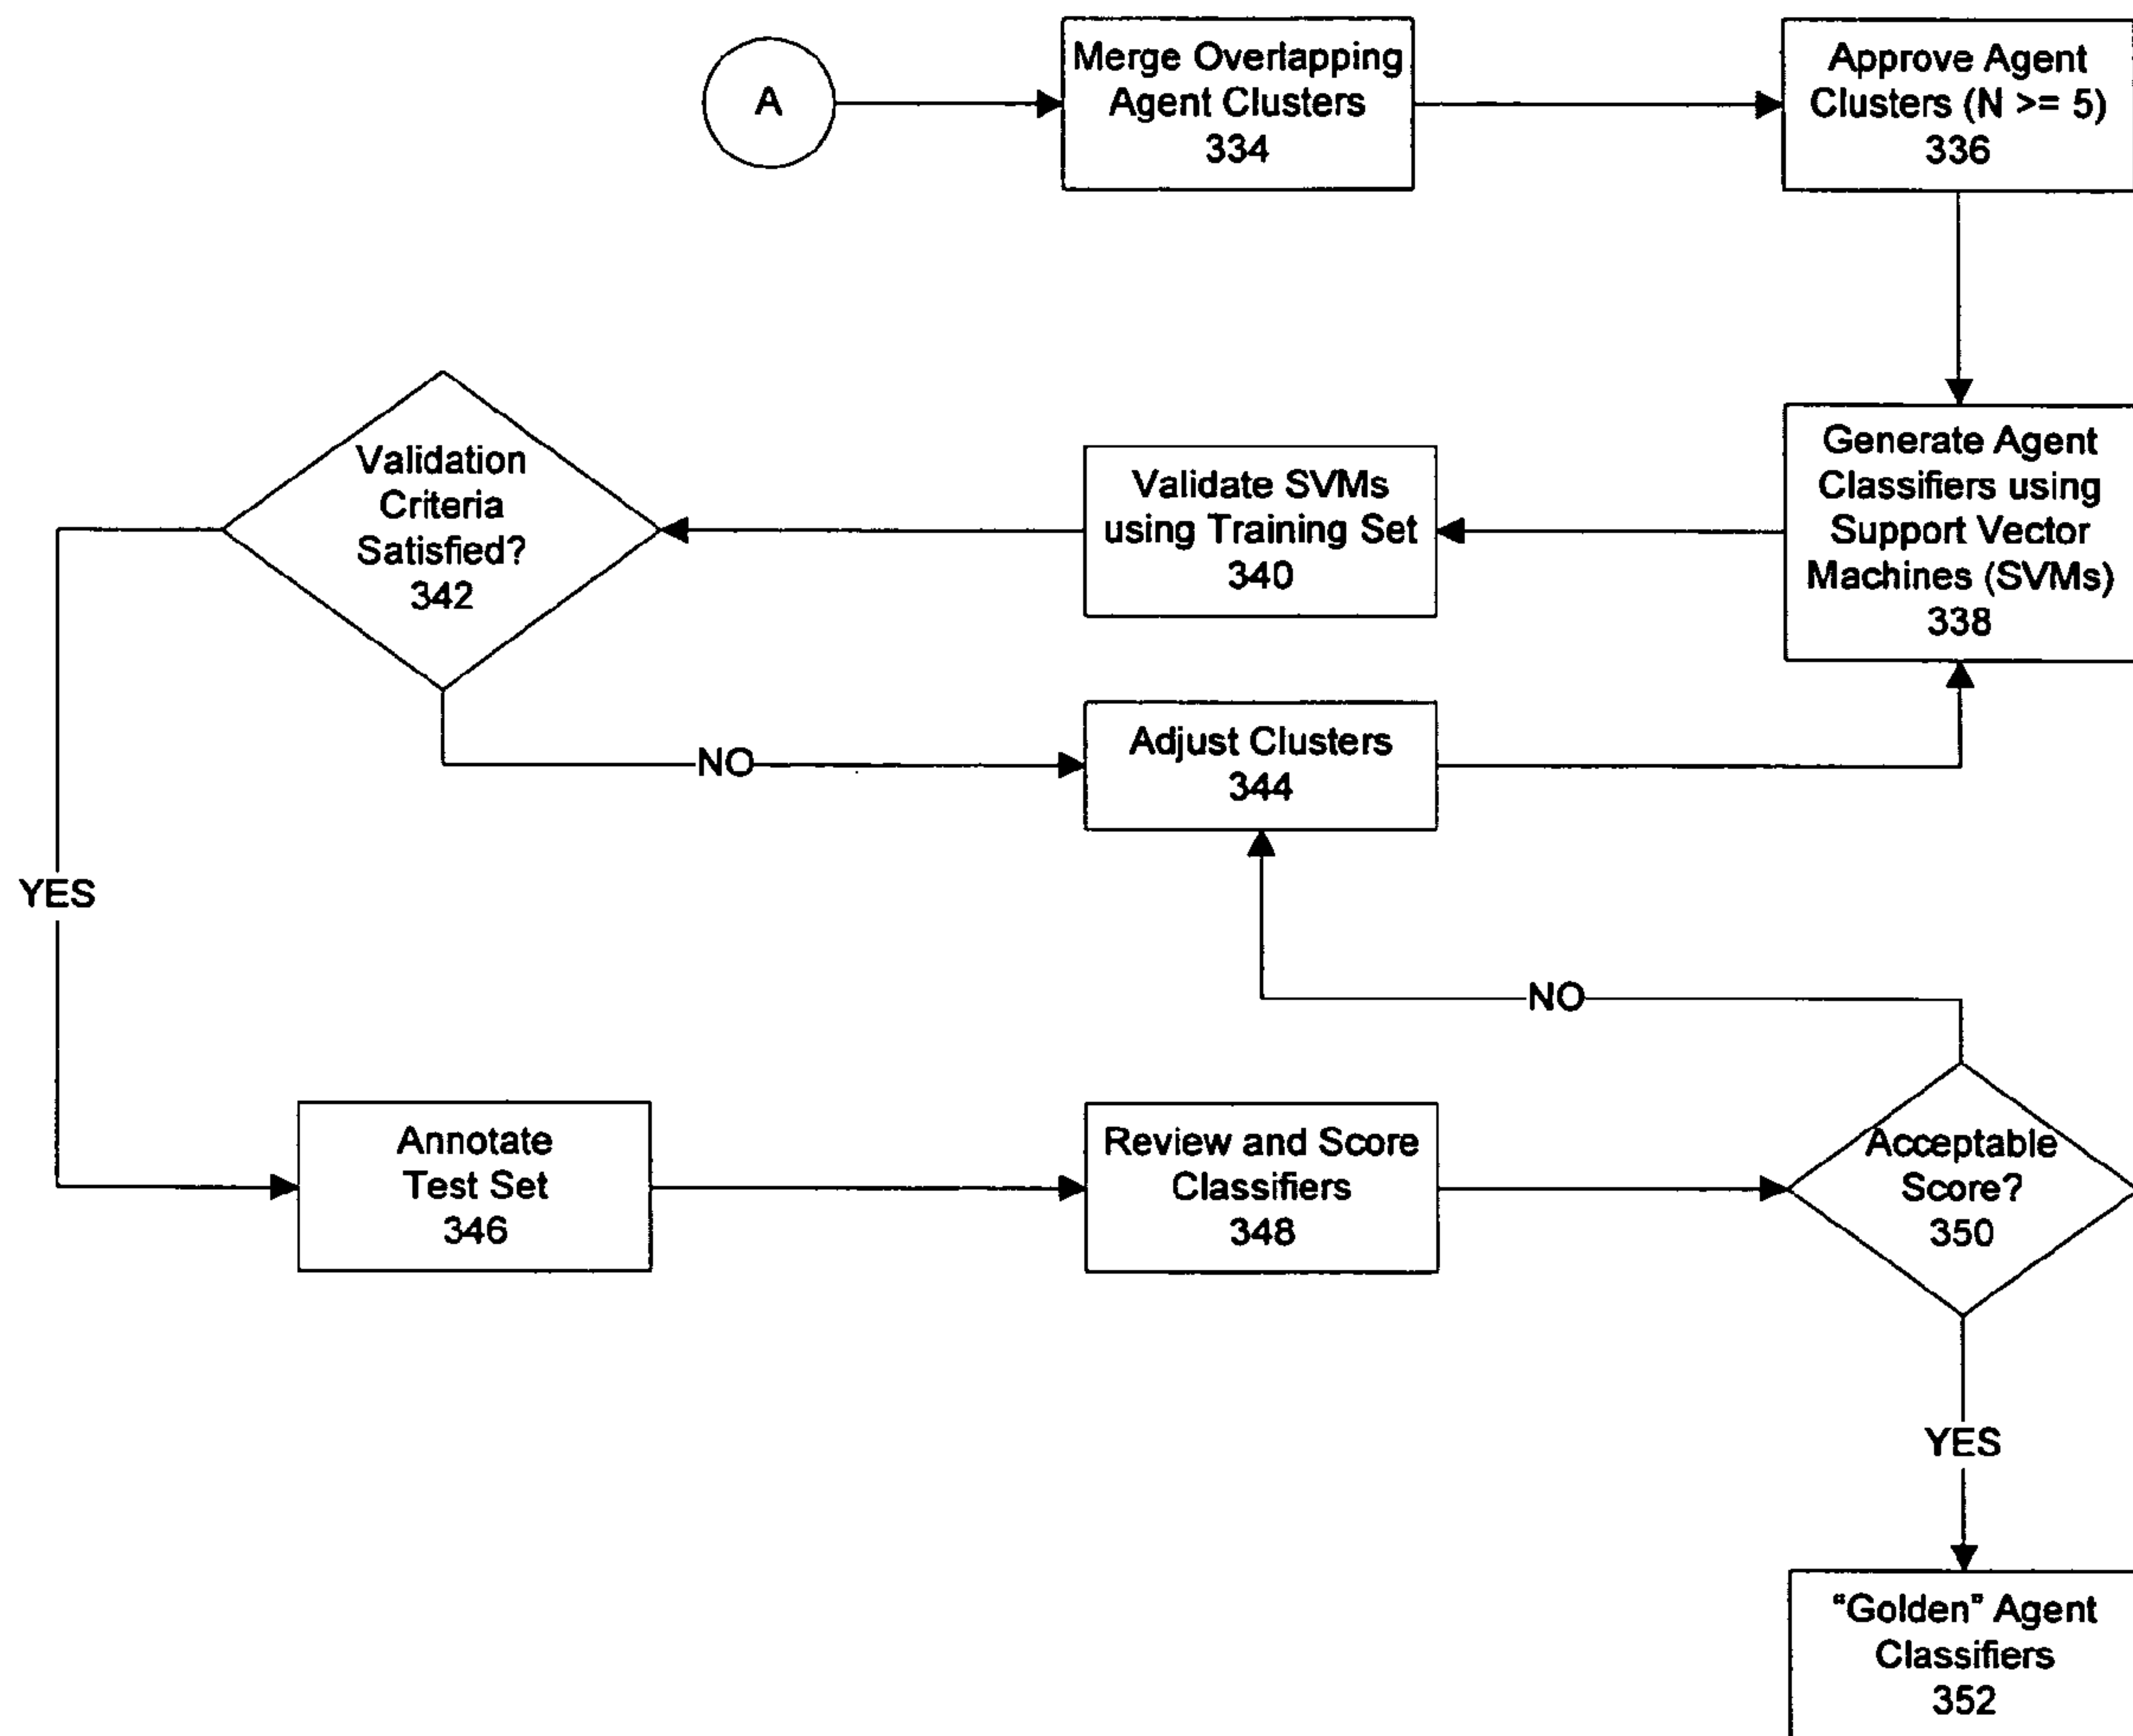 A
Merge Overlapping
Agent Clusters
334
Approve Agent
Clusters (N >= 5)
336
Validation
Criteria
Satisfied?
342
Validate SVMs
using Training Set
340
Generate Agent
Classifiers using
Support Vector
Machines (SVMs)
338
NO
Adjust Clusters
344
YES
NO
Annotate
Test Set
346
Review and Score
Classifiers
348
Acceptable
Score?
350
YES
"Golden" Agent
Classifiers
352